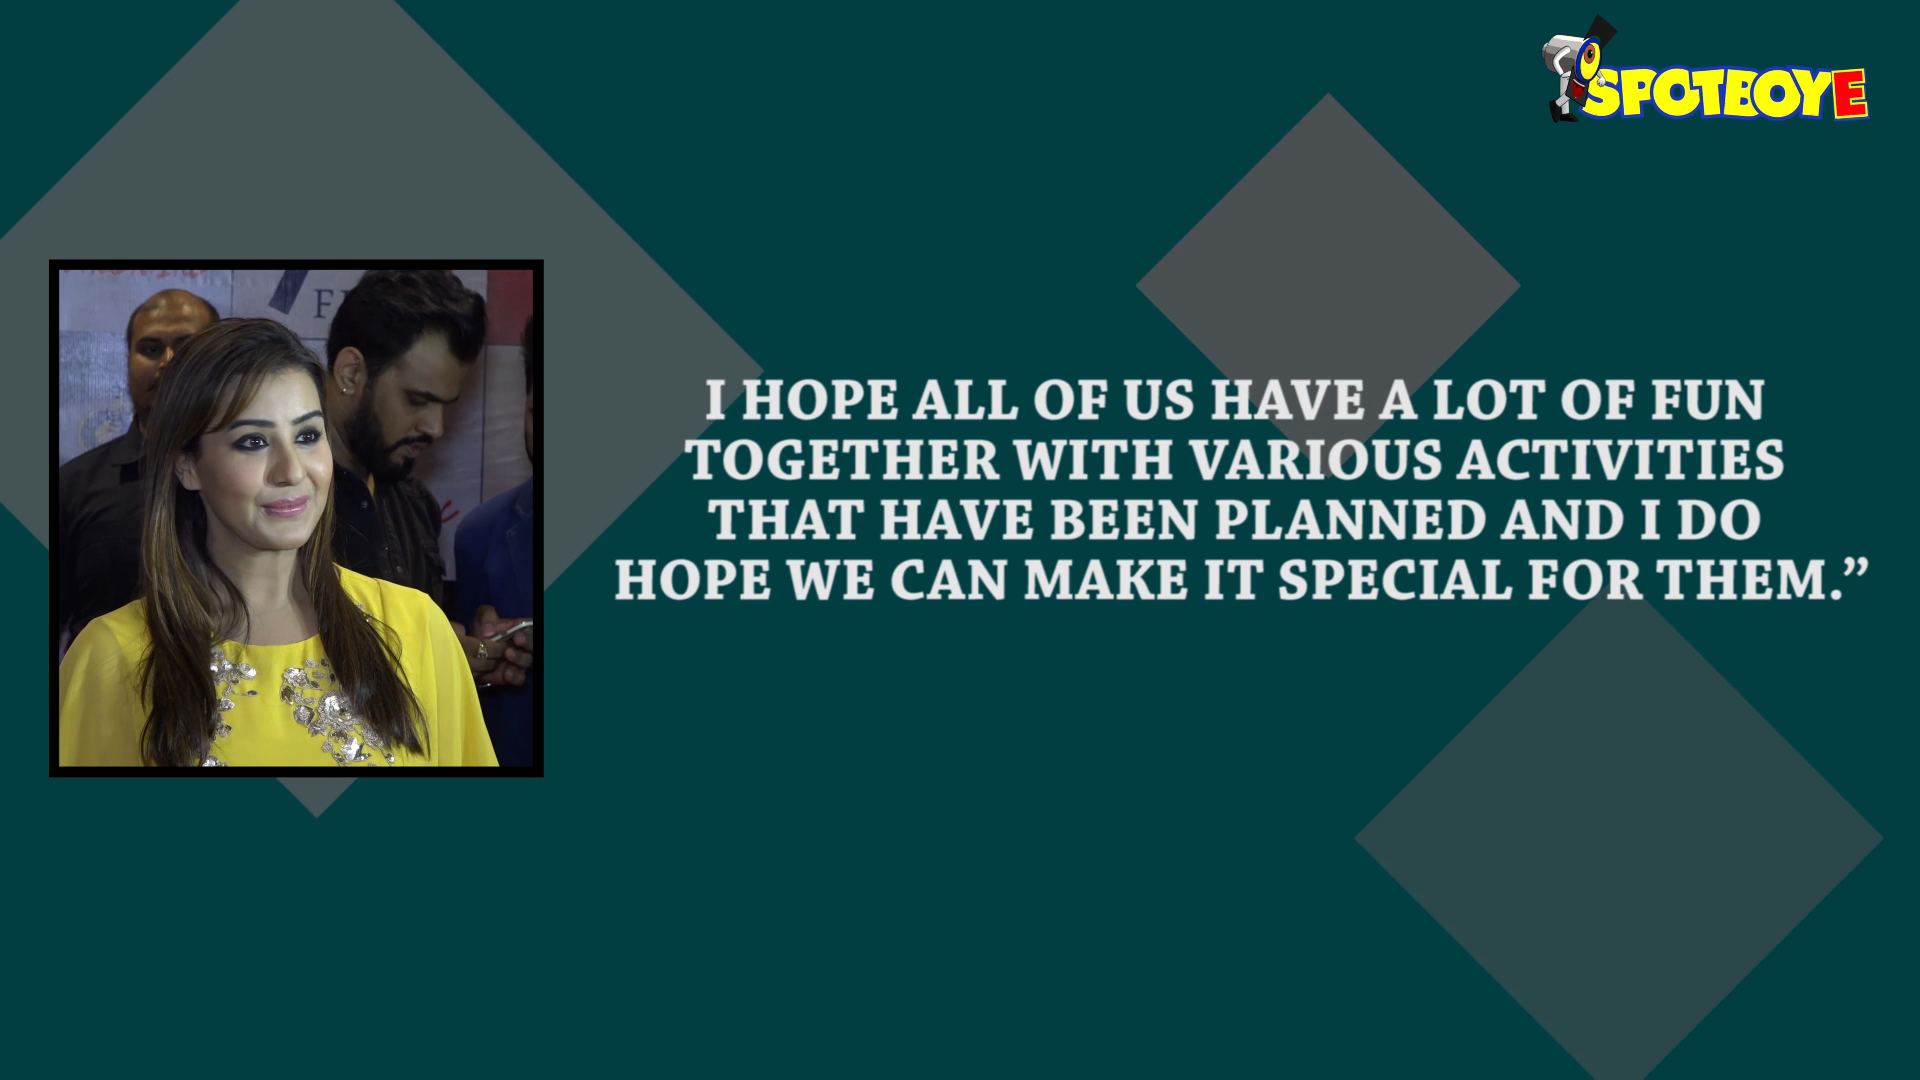 SPOTBOYE
I HOPE ALL OF US HAVE A LOT OF FUN
TOGETHER WITH VARIOUS ACTIVITIES
THAT HAVE BEEN PLANNED AND I DO
HOPE WE CAN MAKE IT SPECIAL FOR THEM.”